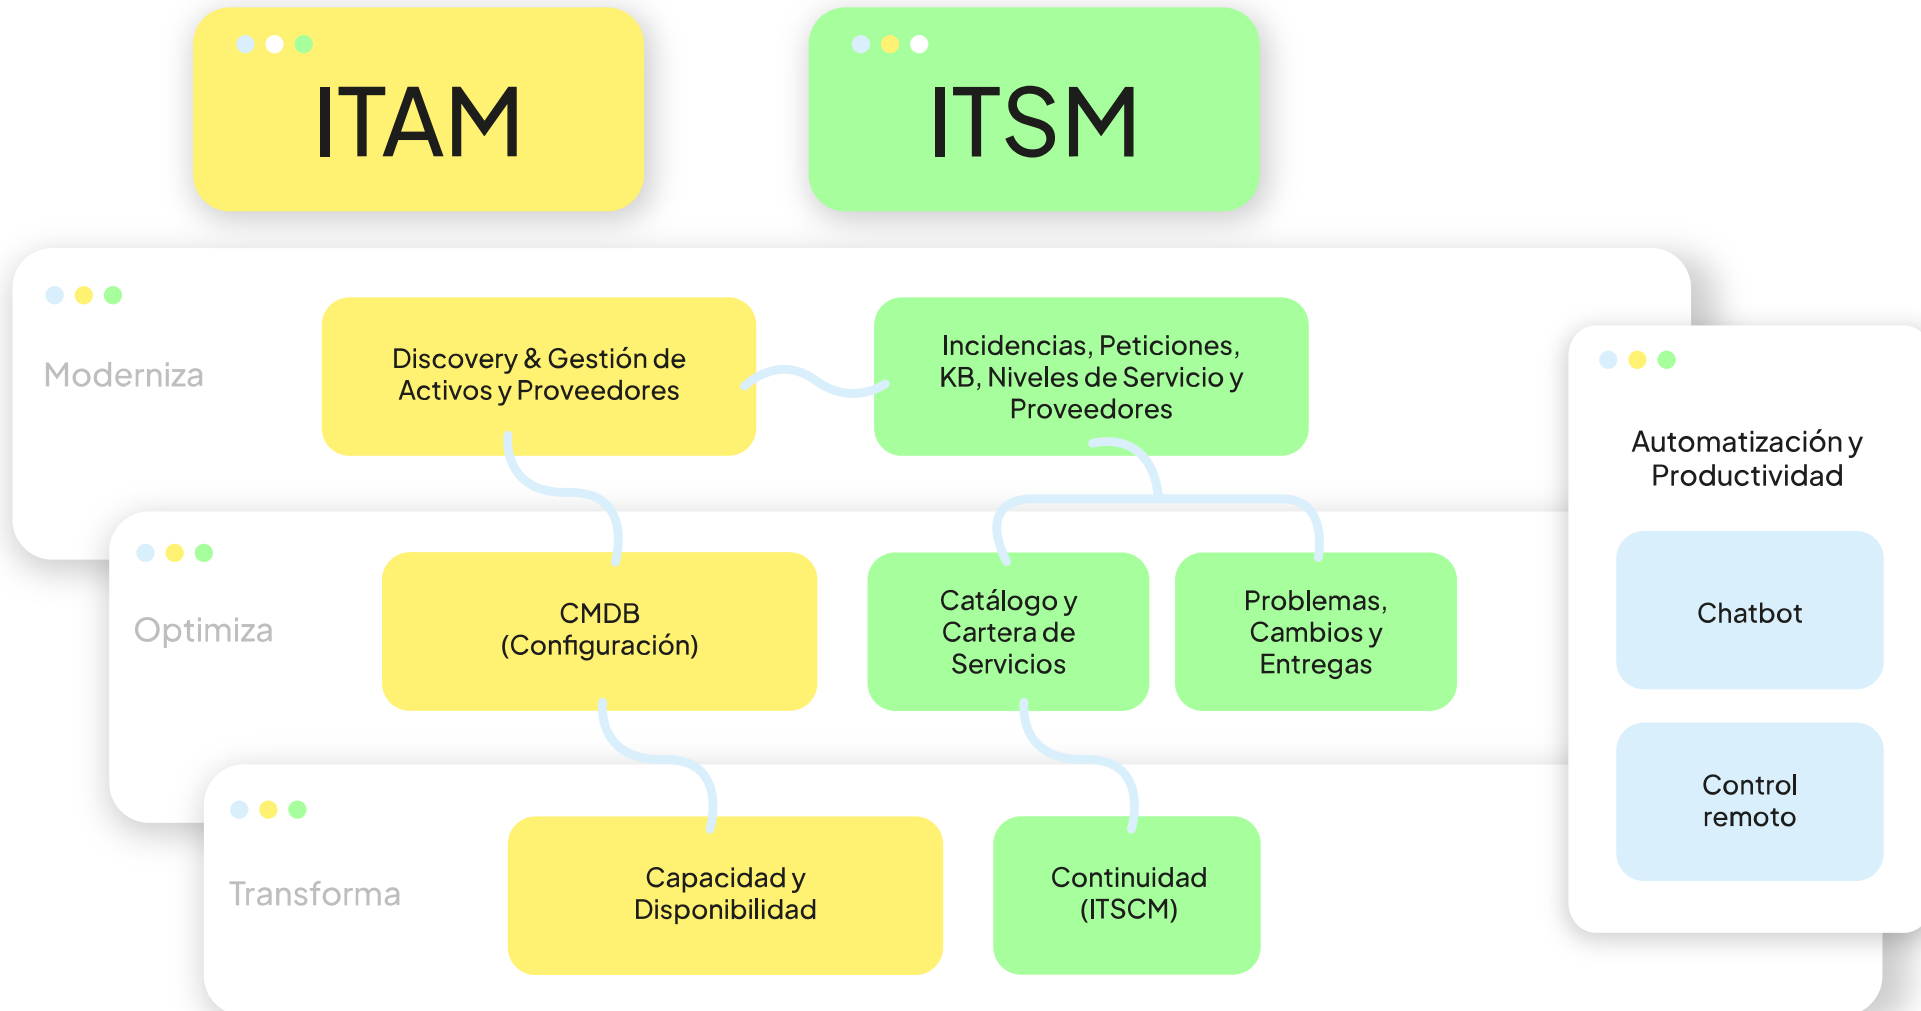 ITAM
ITSM
Moderniza
Discovery & Gestión de
Activos y Proveedores
Incidencias, Peticiones,
KB, Niveles de Servicio y
Proveedores
Optimiza
CMDB
(Configuración)
Catálogo y
Cartera de
Servicios
Problemas,
Cambios y
Entregas
Transforma
Capacidad y
Disponibilidad
Continuidad
(ITSCM)
Automatización y
Productividad
Chatbot
Control
remoto